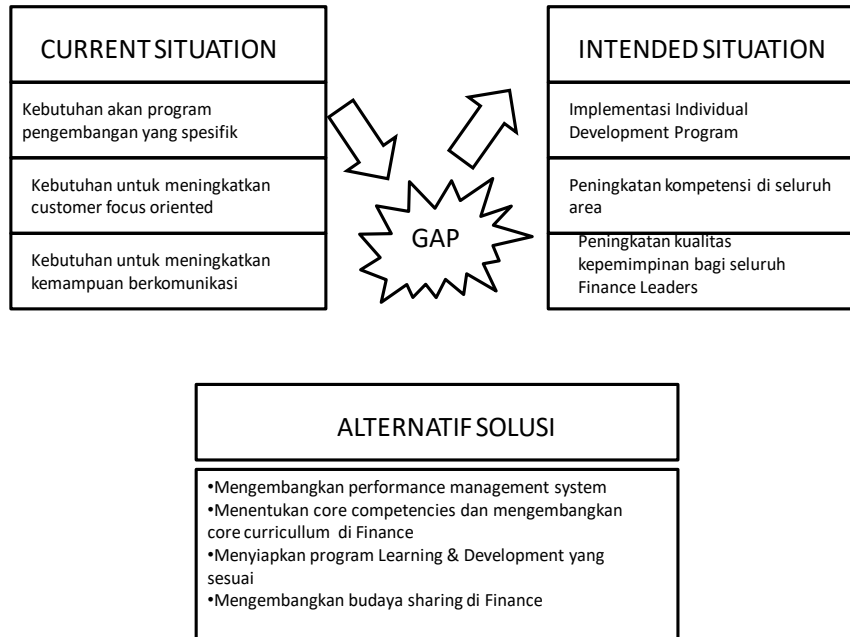 CURRENT SITUATION
Kebutuhan akan program
pengembangan yang spesifik
Kebutuhan untuk meningkatkan
customer focus oriented
Kebutuhan untuk meningkatkan
kemampuan berkomunikasi
GAP
INTENDED SITUATION
Implementasi Individual
Development Program
Peningkatan kompetensi di seluruh
area
Peningkatan kualitas
kepemimpinan bagi seluruh
Finance Leaders
ALTERNATIF SOLUSI
•Mengembangkan performance management system
•Menentukan core competencies dan mengembangkan
core curricullum di Finance
•Menyiapkan program Learning & Development yang
sesuai
•Mengembangkan budaya sharing di Finance